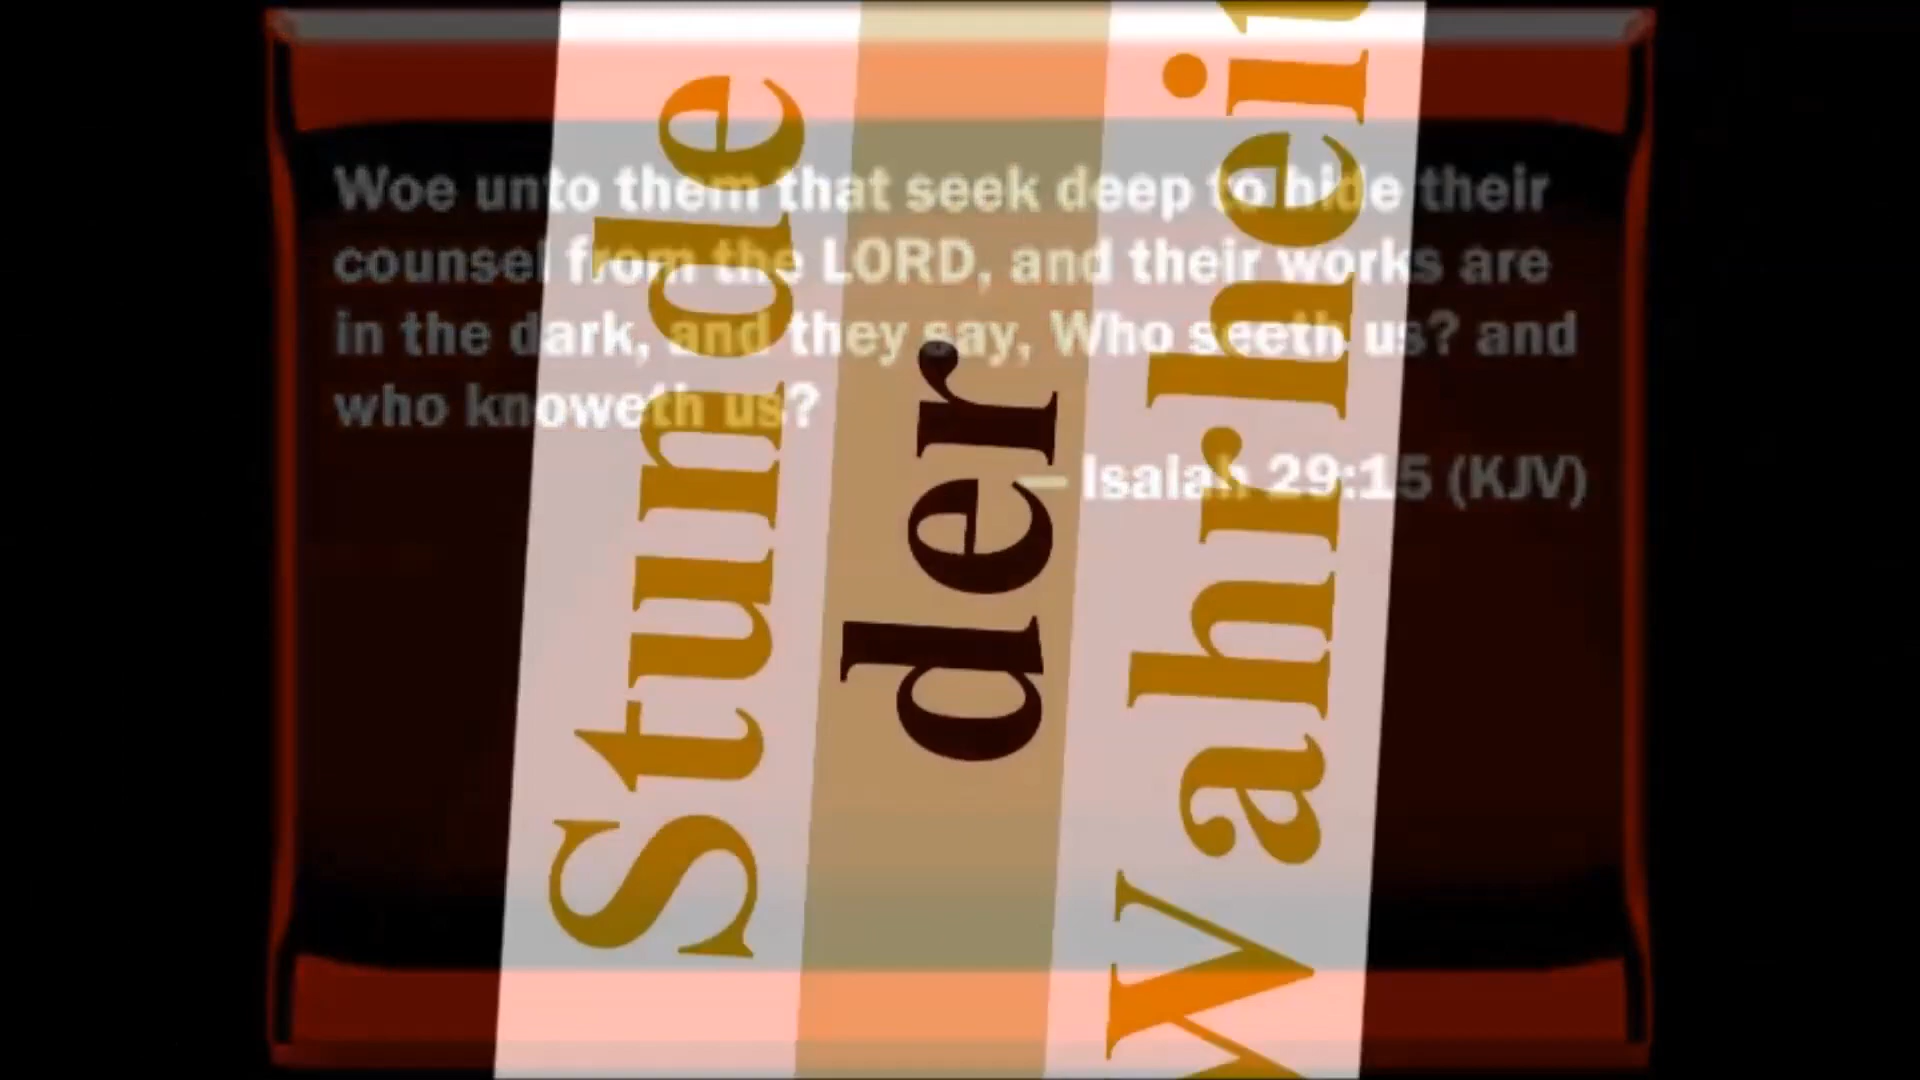 Woe unto them that seek deep to hide their
counsel from the LORD, and their works are
in the dark, and they say, Who seeth us? and
who knoweth us?
— Isaiah 29:15 (KJV)
Stunde
der
Wahrheit